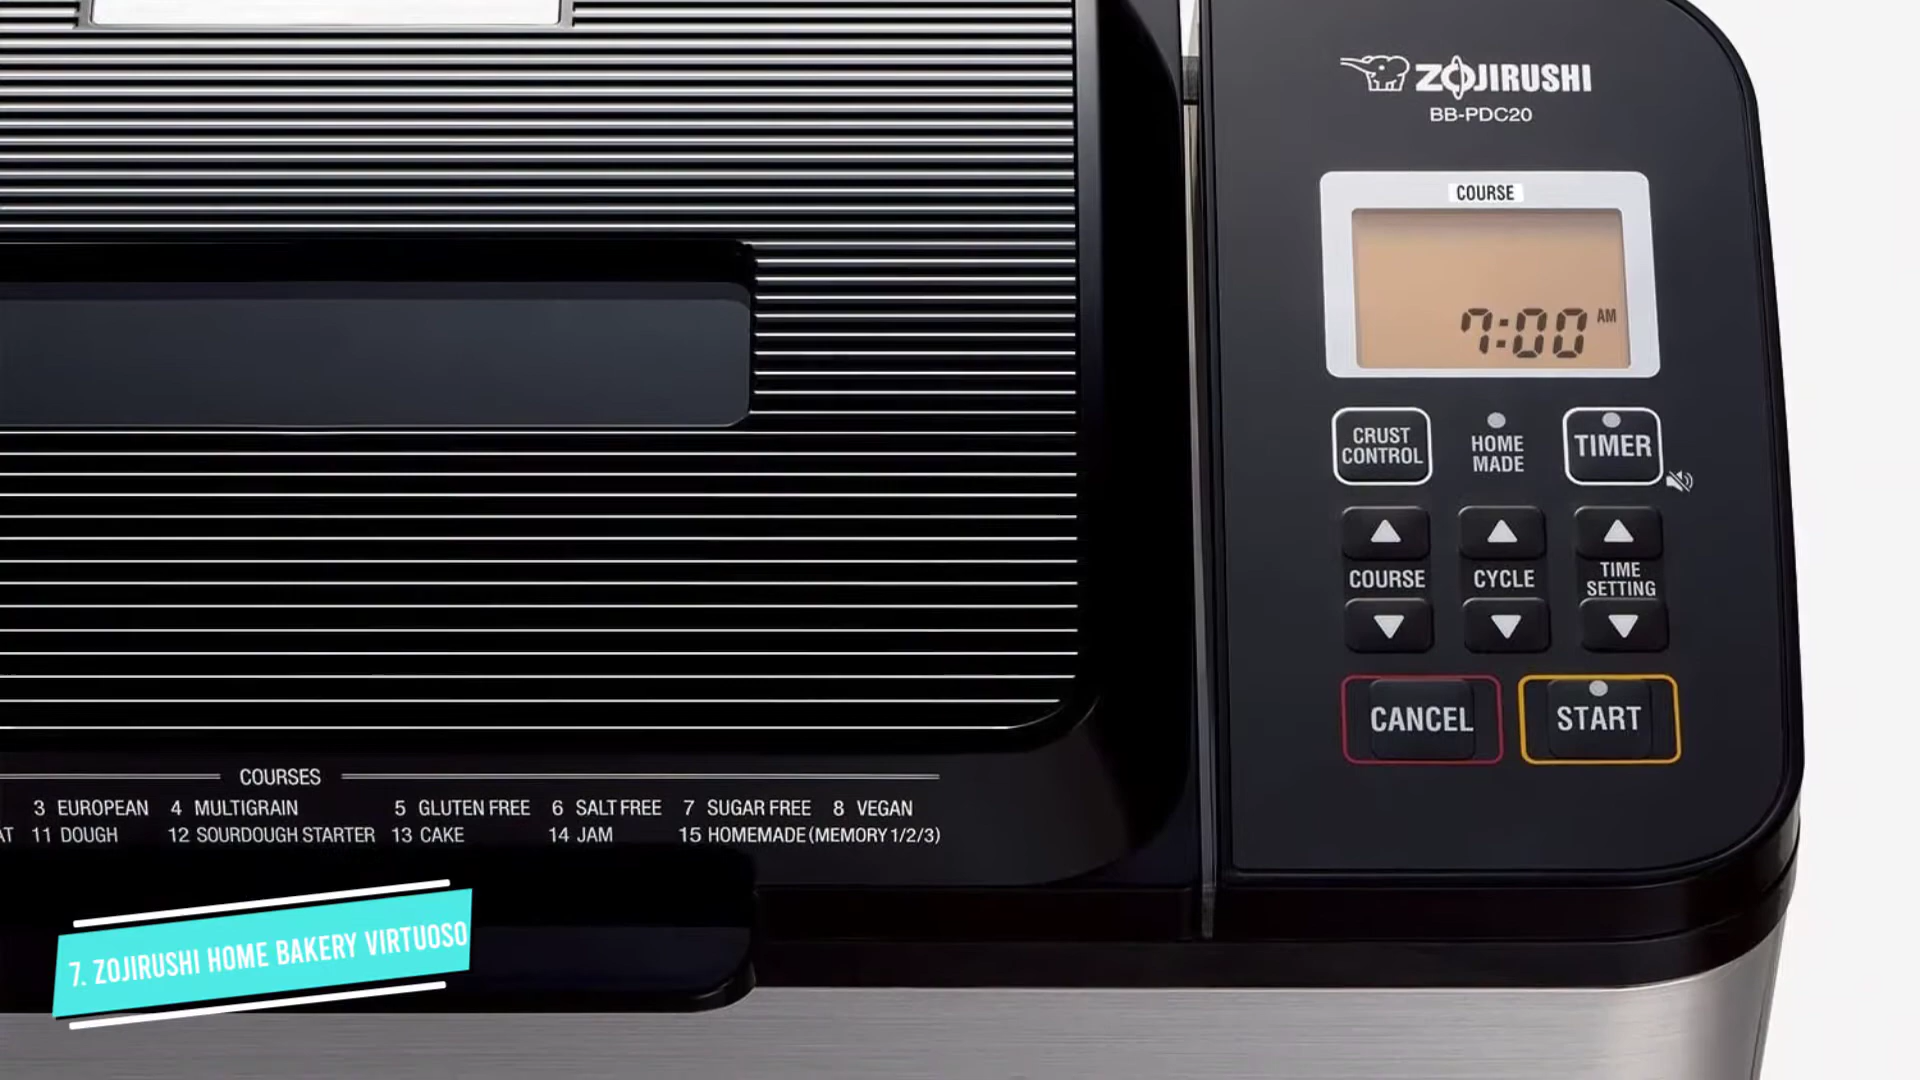 ZOJIRUSHI
BB-PDC20
COURSE
7:00 AM
CRUST
CONTROL
HOME
MADE
TIMER
COURSE
CYCLE
TIME
SETTING
CANCEL
START
COURSES
3 EUROPEAN 4 MULTIGRAIN 5 GLUTEN FREE 6 SALT FREE 7 SUGAR FREE 8 VEGAN
AT 11 DOUGH 12 SOURDOUGH STARTER 13 CAKE 14 JAM 15 HOMEMADE (MEMORY 1/2/3)
7. ZOJIRUSHI HOME BAKERY VIRTUOSO